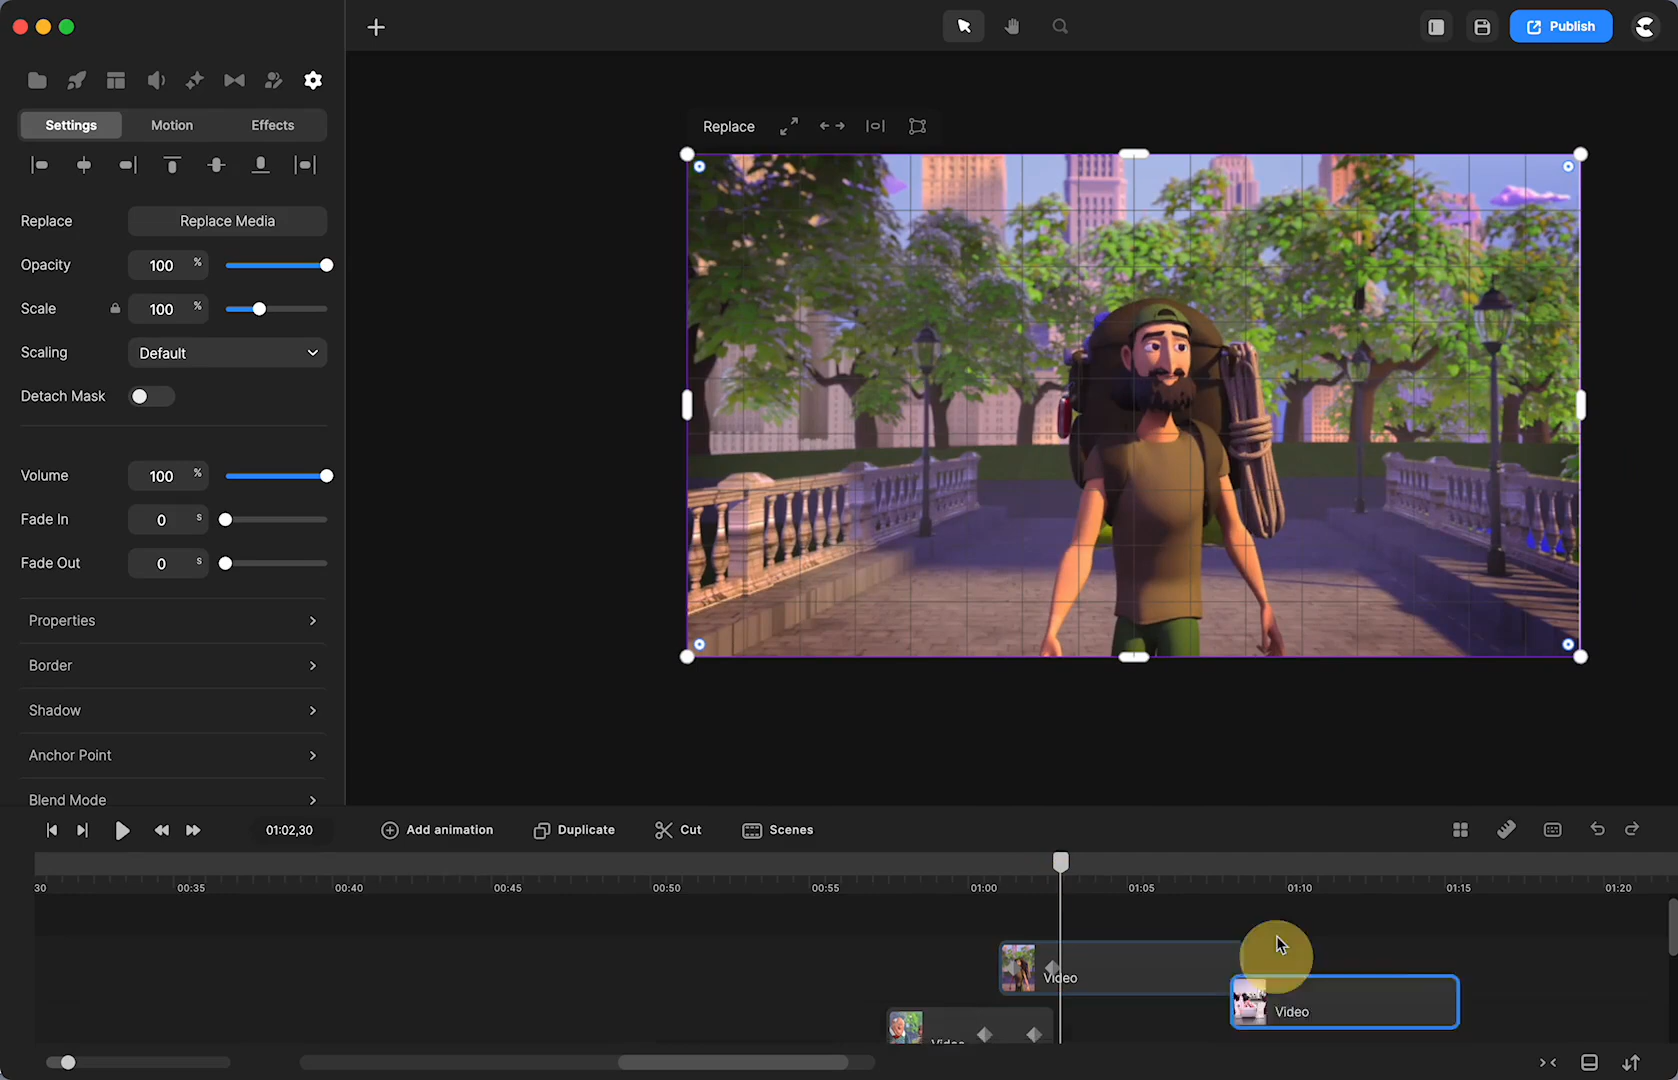 Publish
Settings
Motion
Effects
Replace
Replace
Replace Media
Opacity
100 %
Scale
100 %
Scaling
Default
Detach Mask
Volume
100 %
Fade In
0 s
Fade Out
0 s
Properties
Border
Shadow
Anchor Point
Blend Mode
01:02,30
Add animation
Duplicate
Cut
Scenes
30
00:35
00:40
00:45
00:50
00:55
01:00
01:05
01:10
01:15
01:20
Video
Video
Video